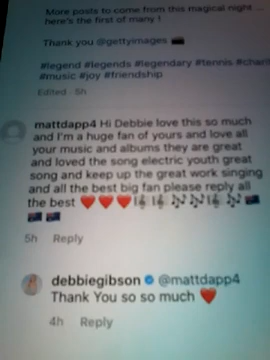 More posts to come from this magical night ...
here's the first of many !
Thank you @gettyimages 📷
#legend #legends #legendary #tennis #charit
#music #joy #friendship
Edited · 5h
mattdapp4 Hi Debbie love this so much
and I'm a huge fan of yours and love all
your music and albums they are great
and loved the song electric youth great
song and keep up the great work singing
and all the best big fan please reply all
the best ❤️❤️❤️🎼🎼🎶🎶🎼🎶🇦🇺
🇦🇺🇦🇺
5h Reply
debbiegibson @mattdapp4
Thank You so so much ❤️
4h Reply